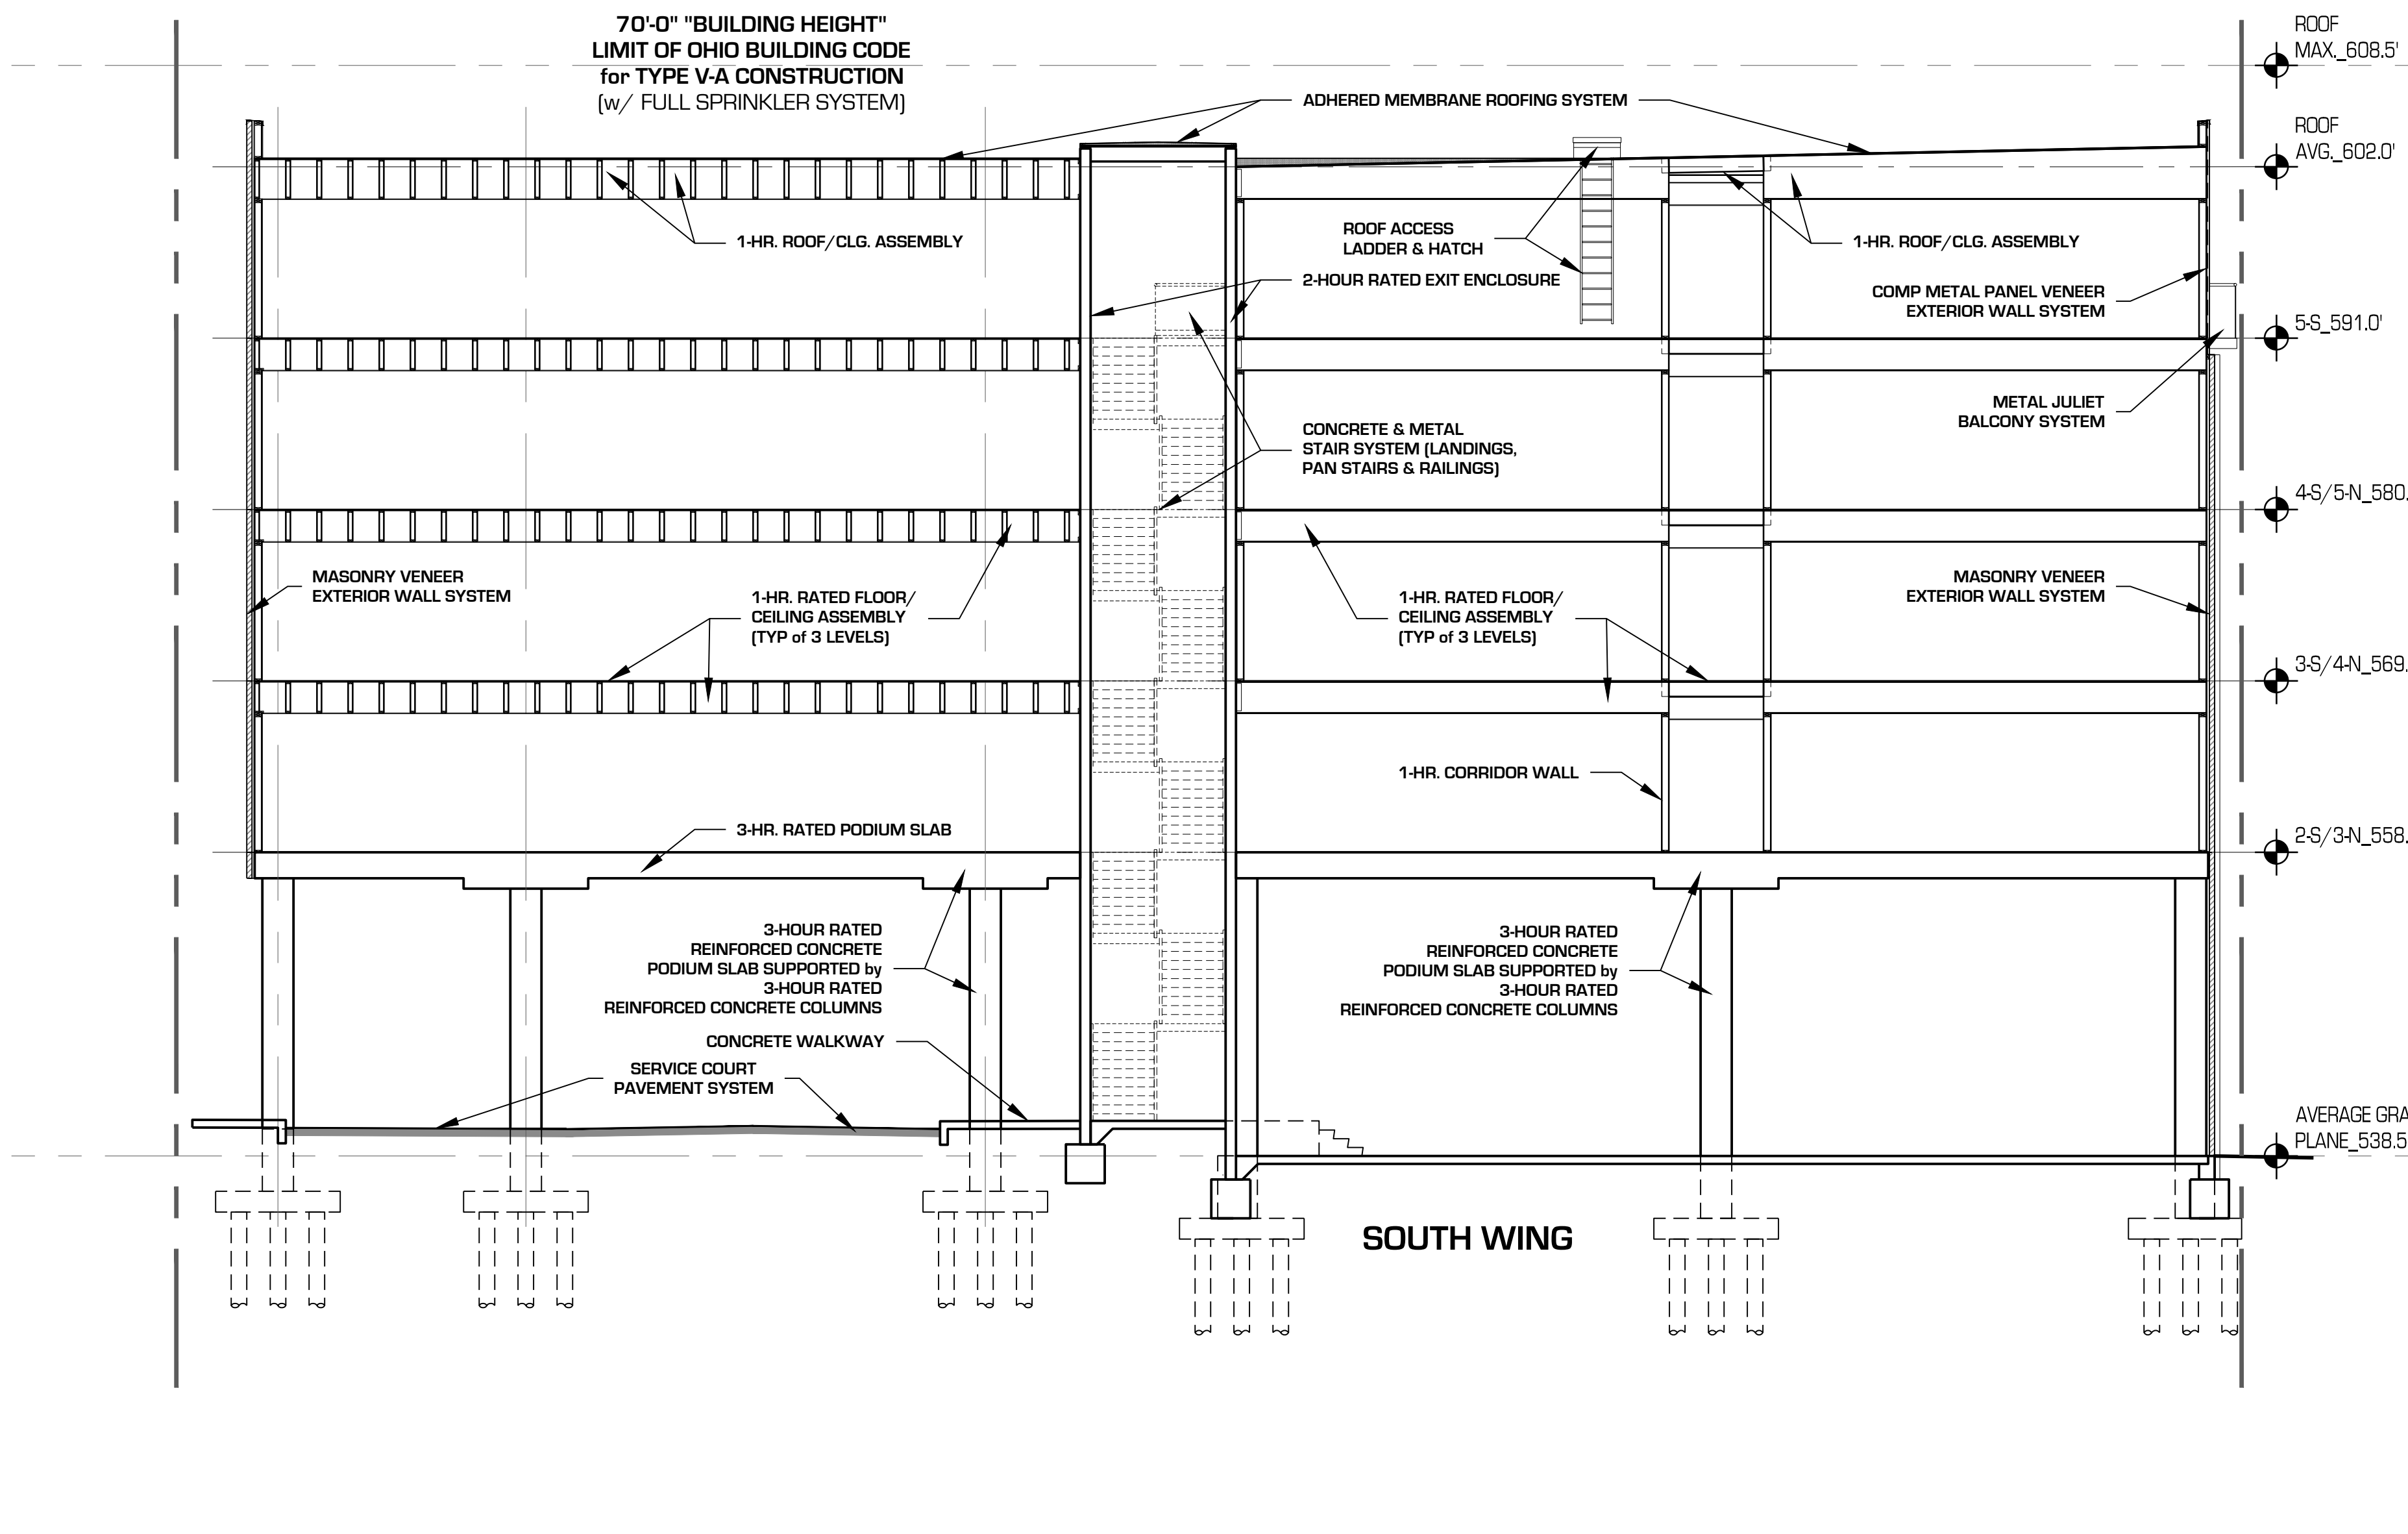 70'-0" "BUILDING HEIGHT"
LIMIT OF OHIO BUILDING CODE
for TYPE V-A CONSTRUCTION
(w/ FULL SPRINKLER SYSTEM)
ROOF
MAX._608.5'
ADHERED MEMBRANE ROOFING SYSTEM
ROOF
AVG._602.0'
1-HR. ROOF/CLG. ASSEMBLY
ROOF ACCESS
LADDER & HATCH
1-HR. ROOF/CLG. ASSEMBLY
2-HOUR RATED EXIT ENCLOSURE
COMP METAL PANEL VENEER
EXTERIOR WALL SYSTEM
5-S_591.0'
METAL JULIET
BALCONY SYSTEM
CONCRETE & METAL
STAIR SYSTEM (LANDINGS,
PAN STAIRS & RAILINGS)
4-S/5-N_580.
MASONRY VENEER
EXTERIOR WALL SYSTEM
1-HR. RATED FLOOR/
CEILING ASSEMBLY
(TYP of 3 LEVELS)
1-HR. RATED FLOOR/
CEILING ASSEMBLY
(TYP of 3 LEVELS)
MASONRY VENEER
EXTERIOR WALL SYSTEM
3-S/4-N_569.
1-HR. CORRIDOR WALL
3-HR. RATED PODIUM SLAB
2-S/3-N_558.
3-HOUR RATED
REINFORCED CONCRETE
PODIUM SLAB SUPPORTED by
3-HOUR RATED
REINFORCED CONCRETE COLUMNS
3-HOUR RATED
REINFORCED CONCRETE
PODIUM SLAB SUPPORTED by
3-HOUR RATED
REINFORCED CONCRETE COLUMNS
CONCRETE WALKWAY
SERVICE COURT
PAVEMENT SYSTEM
AVERAGE GRA
PLANE_538.5
SOUTH WING